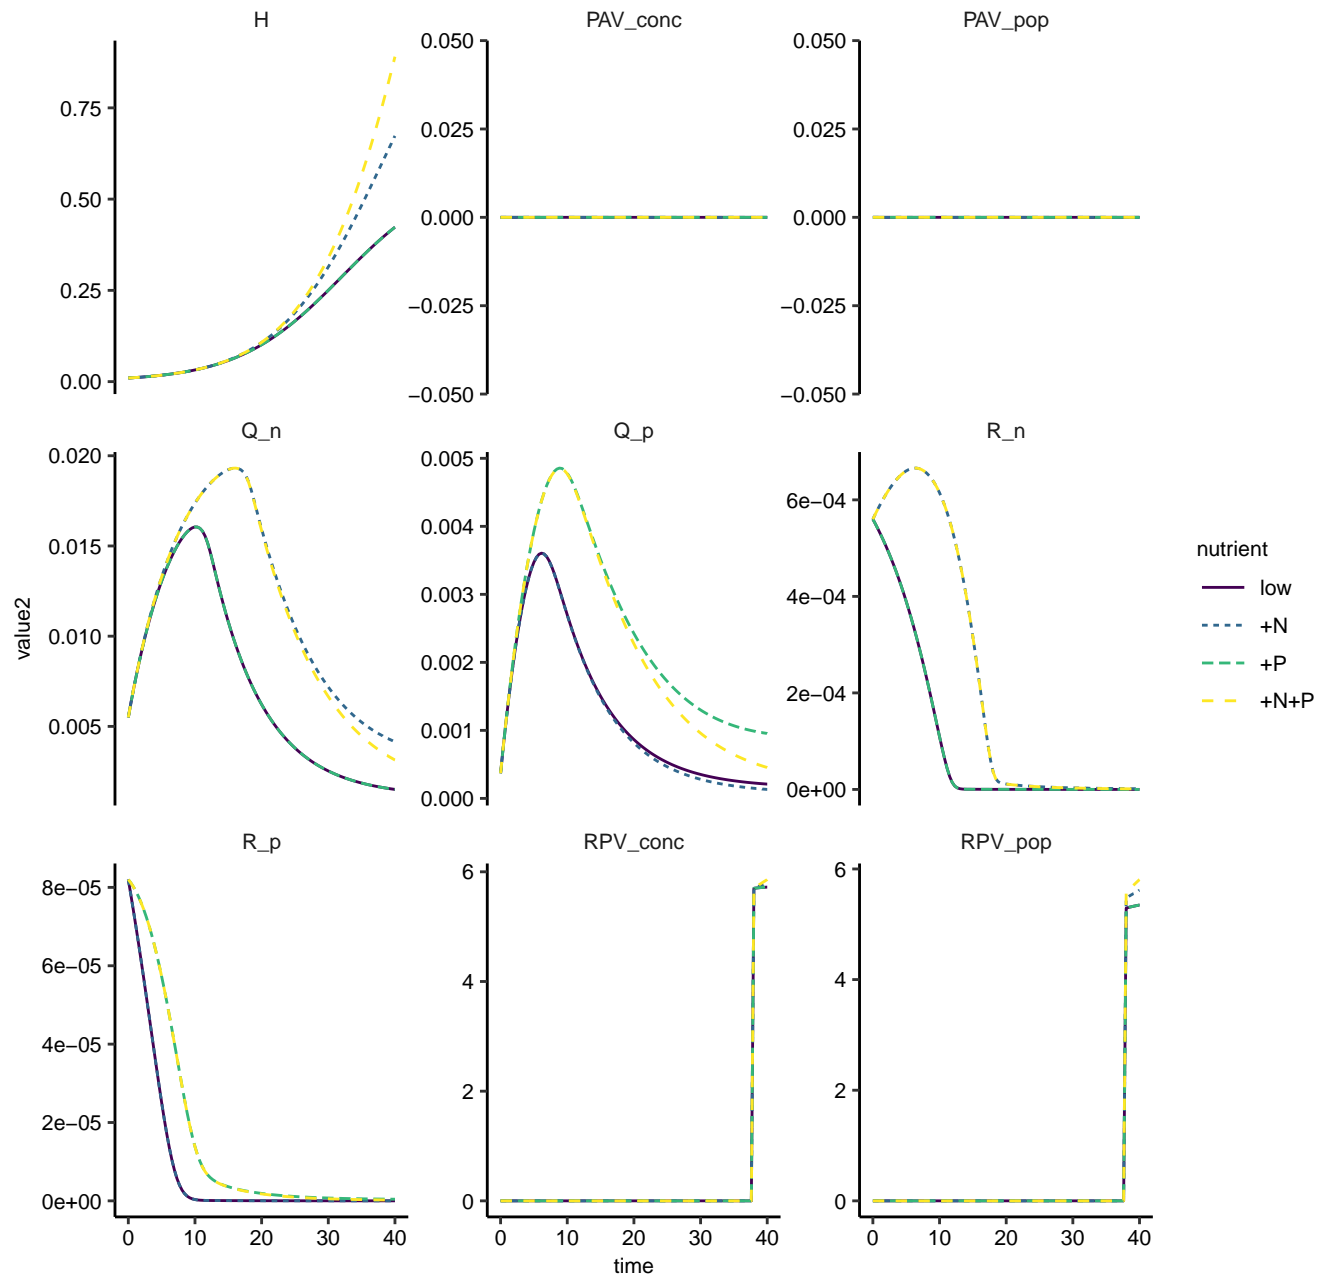 H
PAV_conc
PAV_pop
0.75
0.50
0.25
0.00
0.050
0.025
0.000
−0.025
−0.050
0.050
0.025
0.000
−0.025
−0.050
Q_n
Q_p
R_n
0.020
0.015
0.010
0.005
0.005
0.004
0.003
0.002
0.001
0.000
6e−04
4e−04
2e−04
0e+00
value2
nutrient
low
+N
+P
+N+P
R_p
RPV_conc
RPV_pop
8e−05
6e−05
4e−05
2e−05
0e+00
6
4
2
0
6
4
2
0
0 10 20 30 40
0 10 20 30 40
0 10 20 30 40
time